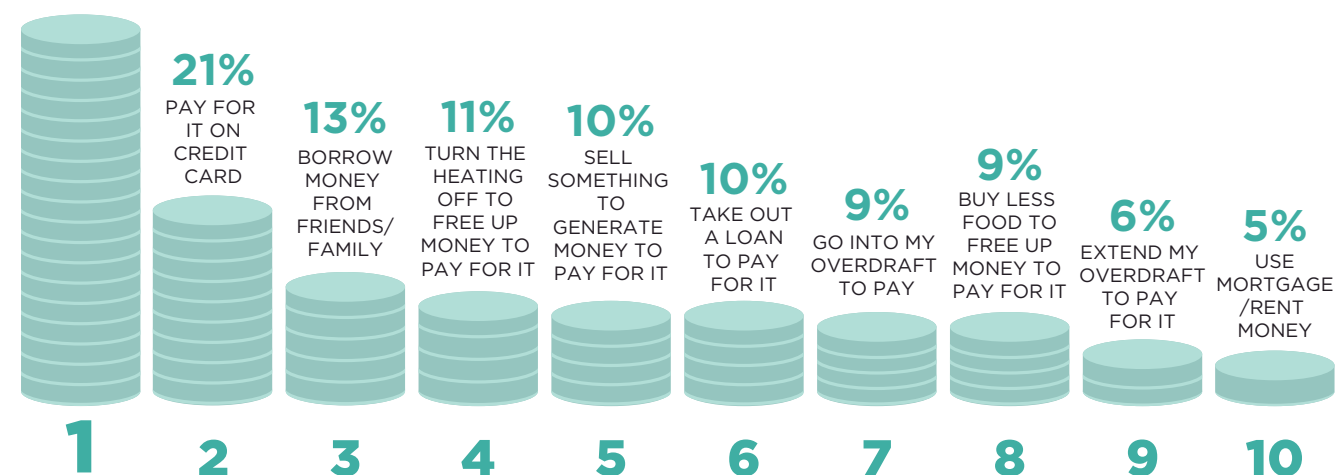 21%
PAY FOR
IT ON
CREDIT
CARD
13%
BORROW
MONEY
FROM
FRIENDS/
FAMILY
11%
TURN THE
HEATING
OFF TO
FREE UP
MONEY TO
PAY FOR IT
10%
SELL
SOMETHING
TO
GENERATE
MONEY TO
PAY FOR IT
10%
TAKE OUT
A LOAN
TO PAY
FOR IT
9%
GO INTO MY
OVERDRAFT
TO PAY
9%
BUY LESS
FOOD TO
FREE UP
MONEY TO
PAY FOR IT
6%
EXTEND MY
OVERDRAFT
TO PAY
FOR IT
5%
USE
MORTGAGE
/RENT
MONEY
1 2 3 4 5 6 7 8 9 10